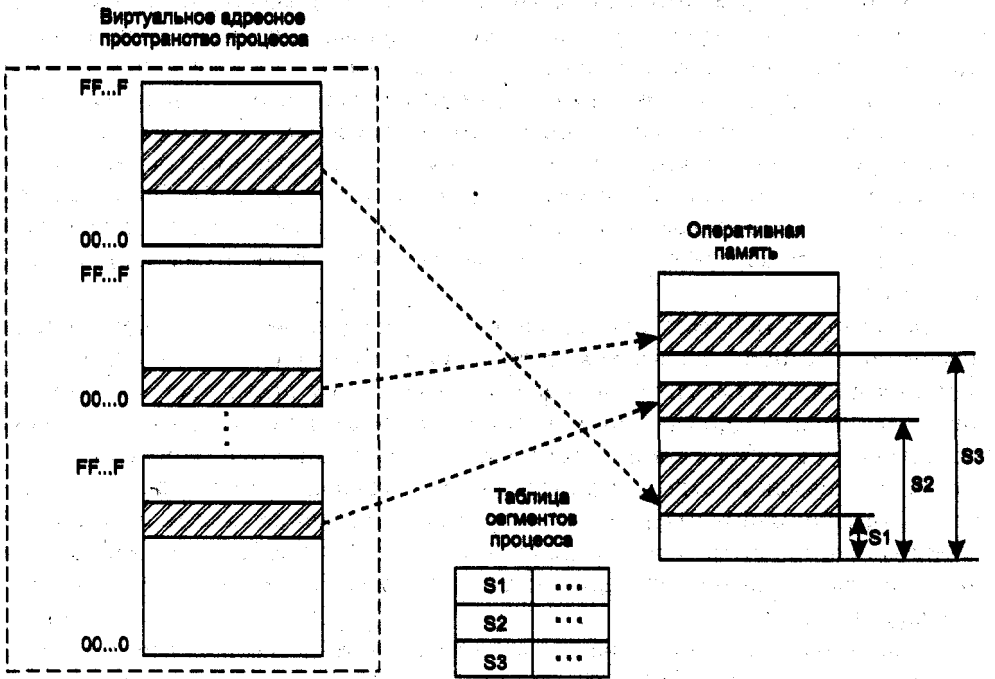 Виртуальное адресное
пространство процесса
FF...F
00...0
FF...F
00...0
FF...F
00...0
Оперативная
память
S3
S2
S1
Таблица
сегментов
процесса
S1 ...
S2 ...
S3 ...